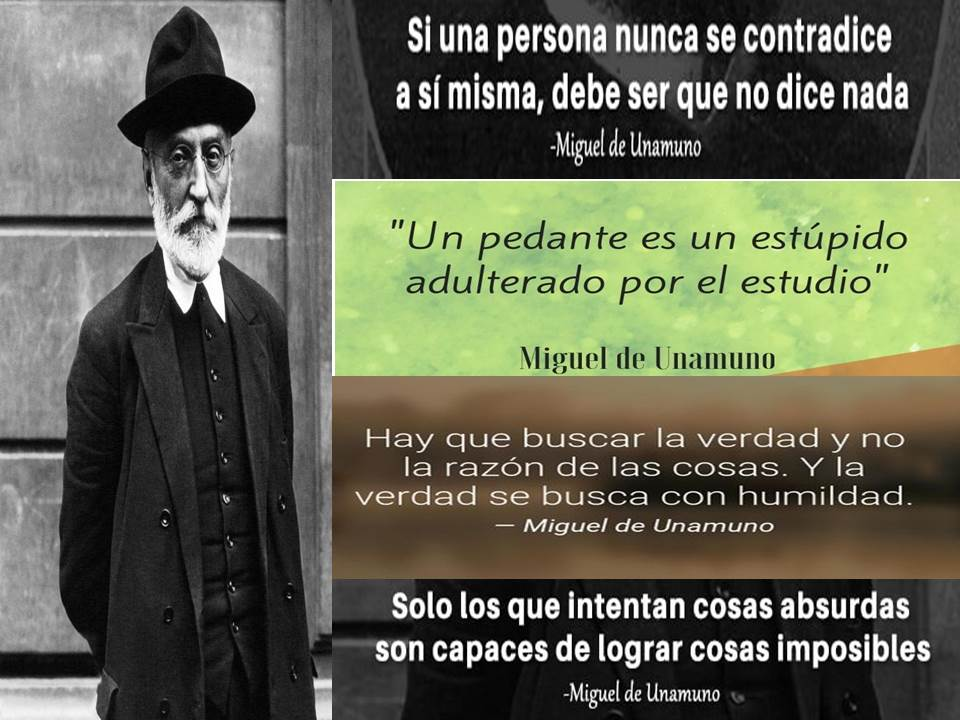 Si una persona nunca se contradice
a sí misma, debe ser que no dice nada
-Miguel de Unamuno
"Un pedante es un estúpido
adulterado por el estudio"
Miguel de Unamuno
Hay que buscar la verdad y no
la razón de las cosas. Y la
verdad se busca con humildad.
— Miguel de Unamuno
Solo los que intentan cosas absurdas
son capaces de lograr cosas imposibles
-Miguel de Unamuno